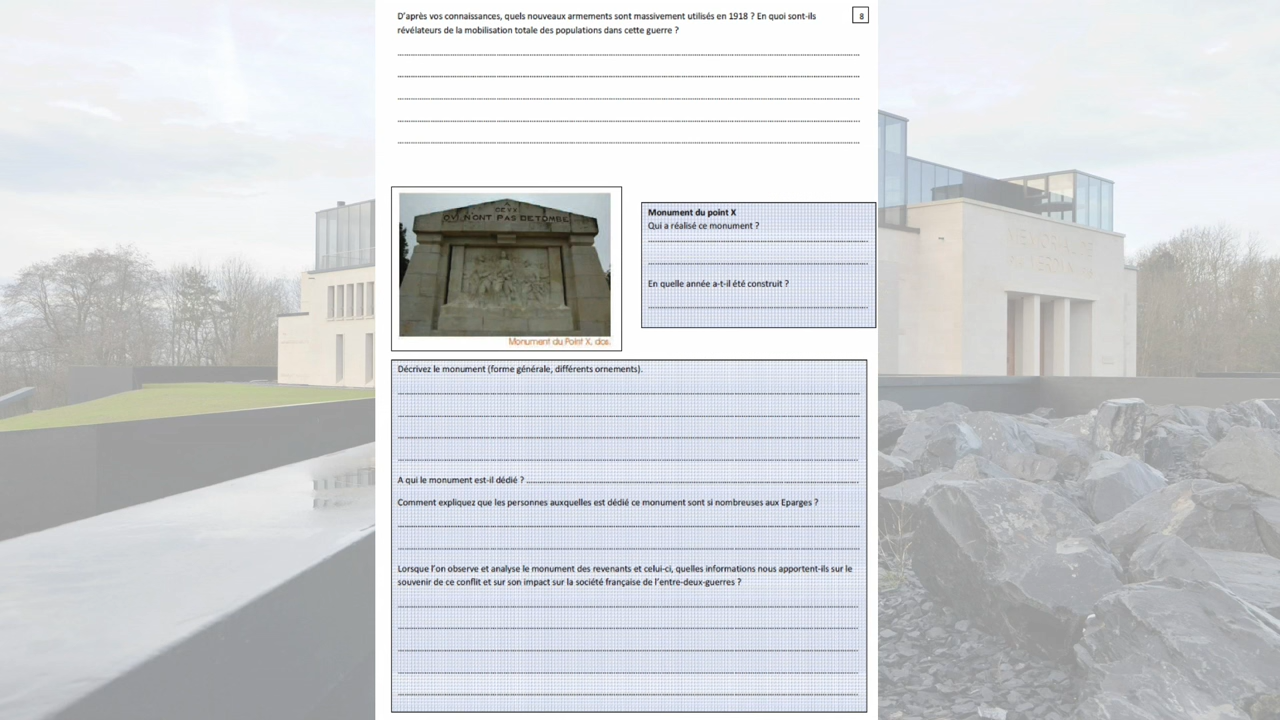 D'après vos connaissances, quels nouveaux armements sont massivement utilisés en 1918 ? En quoi sont-ils
révélateurs de la mobilisation totale des populations dans cette guerre ?
8
A
CEUX
QUI N'ONT PAS DE TOMBE
Monument du Point X, dos.
Monument du point X
Qui a réalisé ce monument ?
En quelle année a-t-il été construit ?
Décrivez le monument (forme générale, différents ornements).
A qui le monument est-il dédié ?
Comment expliquez que les personnes auxquelles est dédié ce monument sont si nombreuses aux Eparges ?
Lorsque l'on observe et analyse le monument des revenants et celui-ci, quelles informations nous apportent-ils sur le
souvenir de ce conflit et sur son impact sur la société française de l'entre-deux-guerres ?